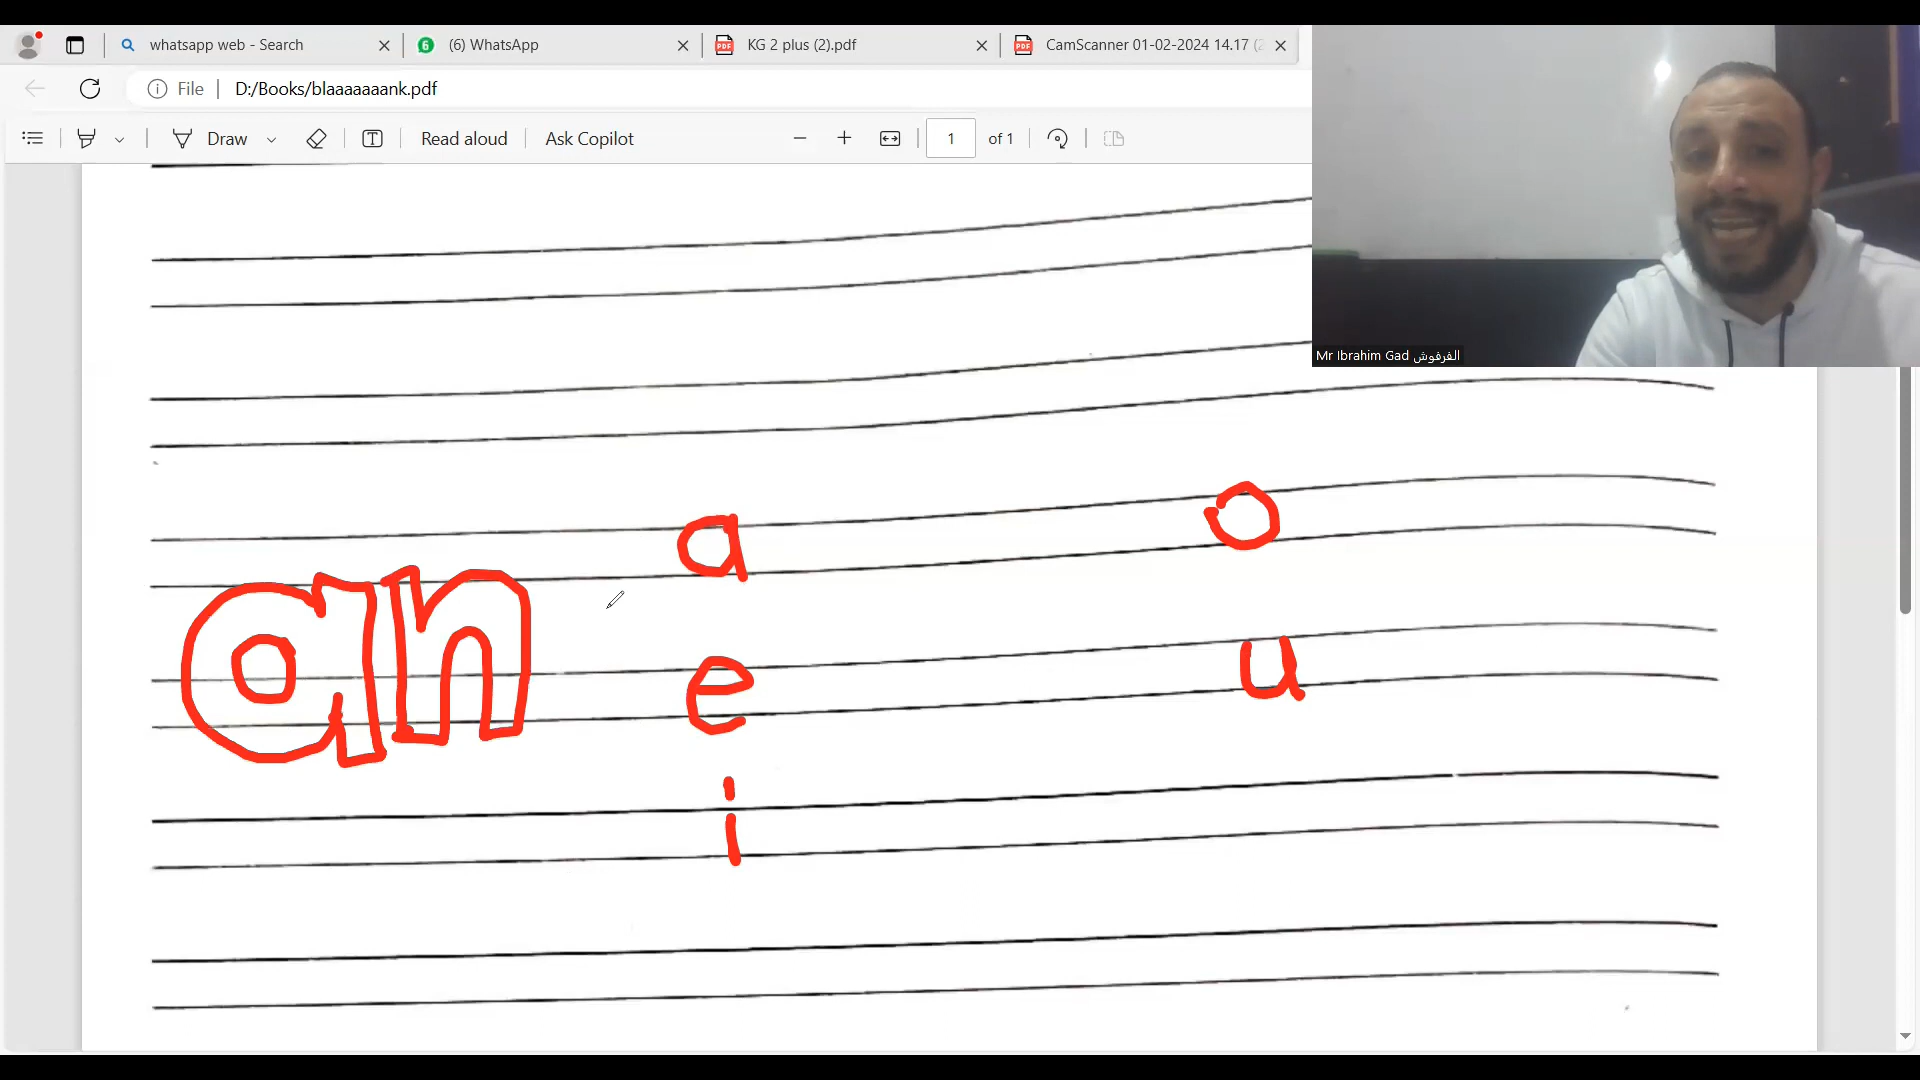 whatsapp web - Search
(6) WhatsApp
KG 2 plus (2).pdf
CamScanner 01-02-2024 14.17 (2
File
D:/Books/blaaaaaaank.pdf
Draw
Read aloud
Ask Copilot
1 of 1
Mr Ibrahim Gad الفرفوش
a o
an
e u
i